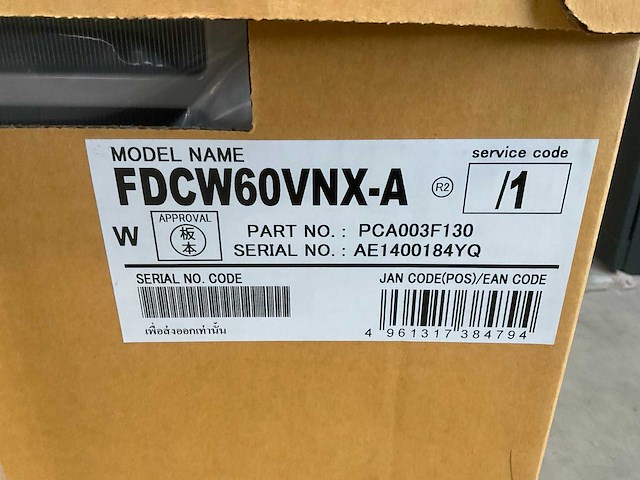 MODEL NAME
FDCW60VNX-A
R2
service code
/1
W
APPROVAL
板本
PART NO. : PCA003F130
SERIAL NO. : AE1400184YQ
SERIAL NO. CODE
JAN CODE(POS)/EAN CODE
เพื่อส่งออกเท่านั้น
4 961317 384794